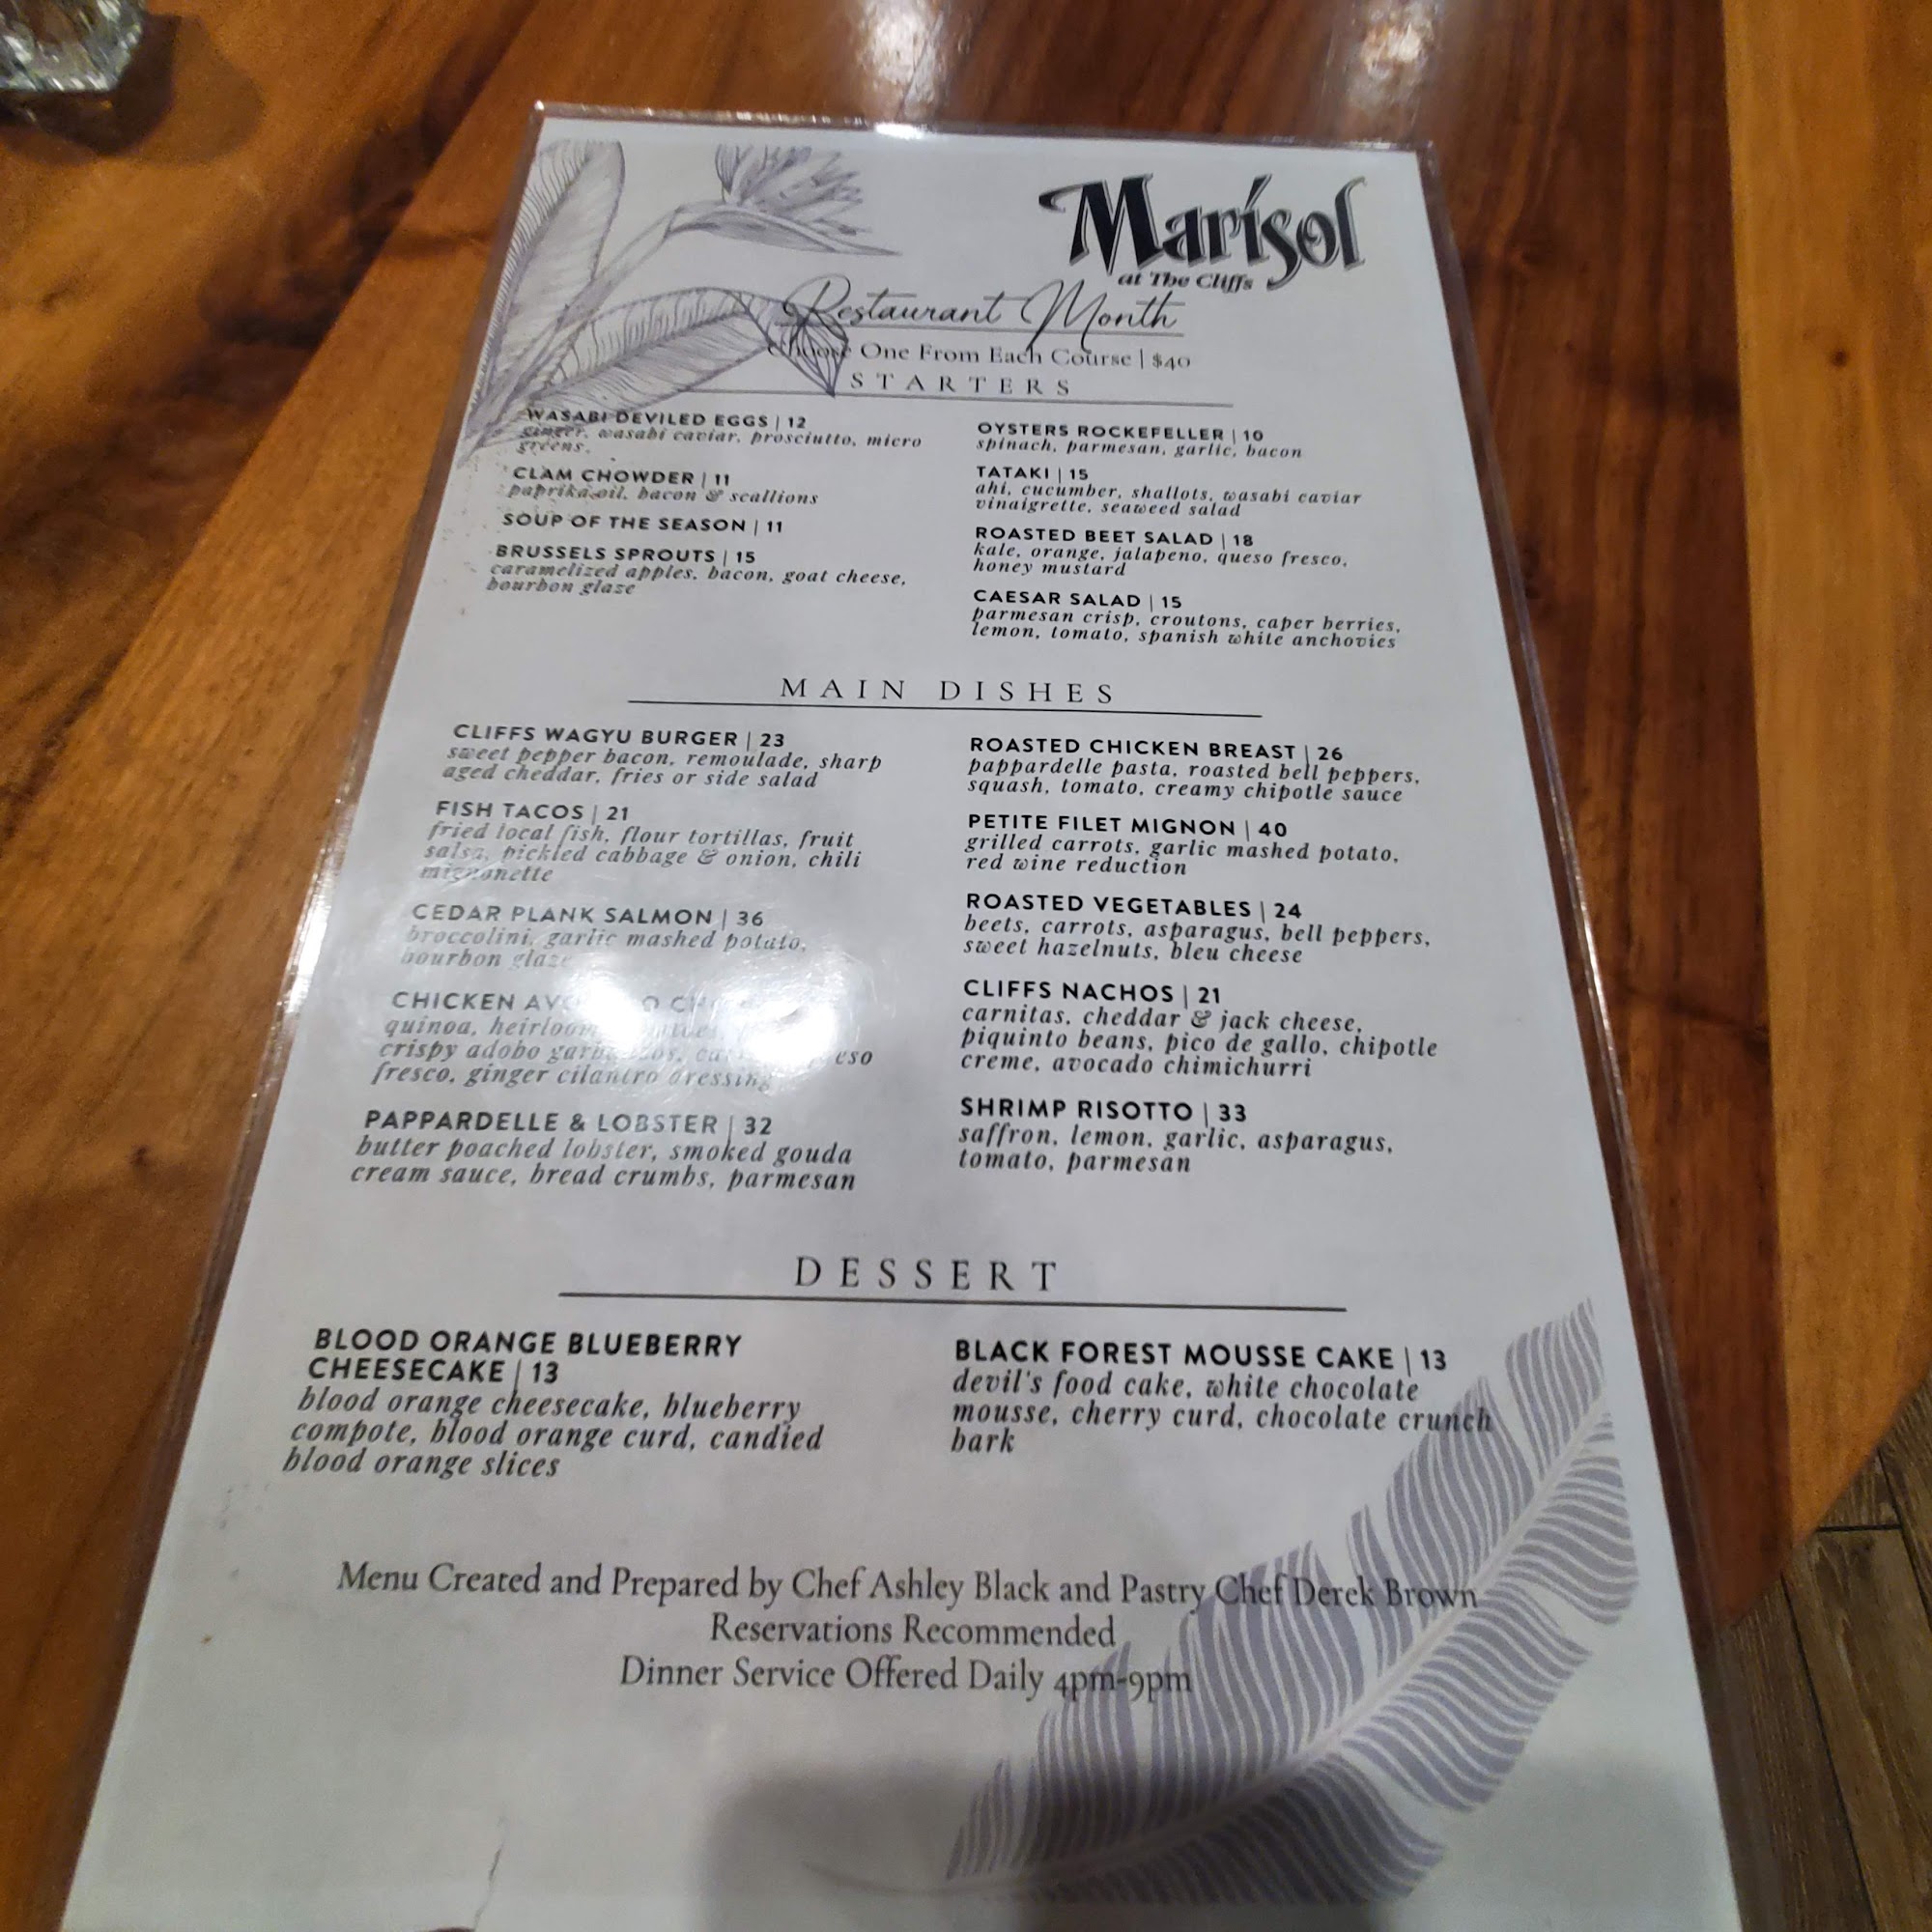 Marisol
at The Cliffs
Restaurant Month
Choose One From Each Course | $40
STARTERS
WASABI DEVILED EGGS | 12
ginger, wasabi caviar, prosciutto, micro
greens.
CLAM CHOWDER | 11
paprika oil, bacon & scallions
SOUP OF THE SEASON | 11
BRUSSELS SPROUTS | 15
caramelized apples, bacon, goat cheese,
bourbon glaze
OYSTERS ROCKEFELLER | 10
spinach, parmesan, garlic, bacon
TATAKI | 15
ahi, cucumber, shallots, wasabi caviar
vinaigrette, seaweed salad
ROASTED BEET SALAD | 18
kale, orange, jalapeno, queso fresco,
honey mustard
CAESAR SALAD | 15
parmesan crisp, croutons, caper berries,
lemon, tomato, spanish white anchovies
MAIN DISHES
CLIFFS WAGYU BURGER | 23
sweet pepper bacon, remoulade, sharp
aged cheddar, fries or side salad
FISH TACOS | 21
fried local fish, flour tortillas, fruit
salsa, pickled cabbage & onion, chili
mignonette
CEDAR PLANK SALMON | 36
broccolini, garlic mashed potato,
bourbon glaze
CHICKEN
quinoa, heirloom
crispy adobo
fresco, ginger cilantro dressing
PAPPARDELLE & LOBSTER | 32
butter poached lobster, smoked gouda
cream sauce, bread crumbs, parmesan
ROASTED CHICKEN BREAST | 26
pappardelle pasta, roasted bell peppers,
squash, tomato, creamy chipotle sauce
PETITE FILET MIGNON | 40
grilled carrots, garlic mashed potato,
red wine reduction
ROASTED VEGETABLES | 24
beets, carrots, asparagus, bell peppers,
sweet hazelnuts, bleu cheese
CLIFFS NACHOS | 21
carnitas, cheddar & jack cheese,
piquinto beans, pico de gallo, chipotle
creme, avocado chimichurri
SHRIMP RISOTTO | 33
saffron, lemon, garlic, asparagus,
tomato, parmesan
DESSERT
BLOOD ORANGE BLUEBERRY
CHEESECAKE | 13
blood orange cheesecake, blueberry
compote, blood orange curd, candied
blood orange slices
BLACK FOREST MOUSSE CAKE | 13
devil's food cake, white chocolate
mousse, cherry curd, chocolate crunch
bark
Menu Created and Prepared by Chef Ashley Black and Pastry Chef Derek Brown
Reservations Recommended
Dinner Service Offered Daily 4pm-9pm